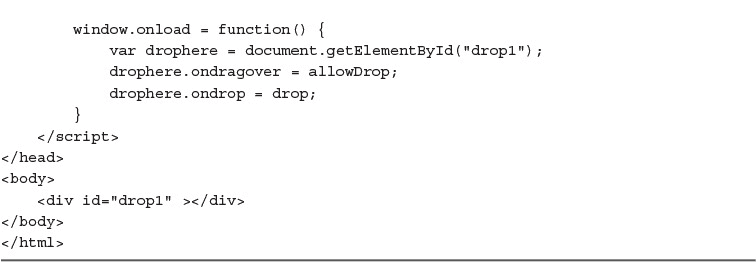 window.onload = function() {
            var drophere = document.getElementById("drop1");
            drophere.ondragover = allowDrop;
            drophere.ondrop = drop;
        }
    </script>
</head>
<body>
    <div id="drop1" ></div>
</body>
</html>